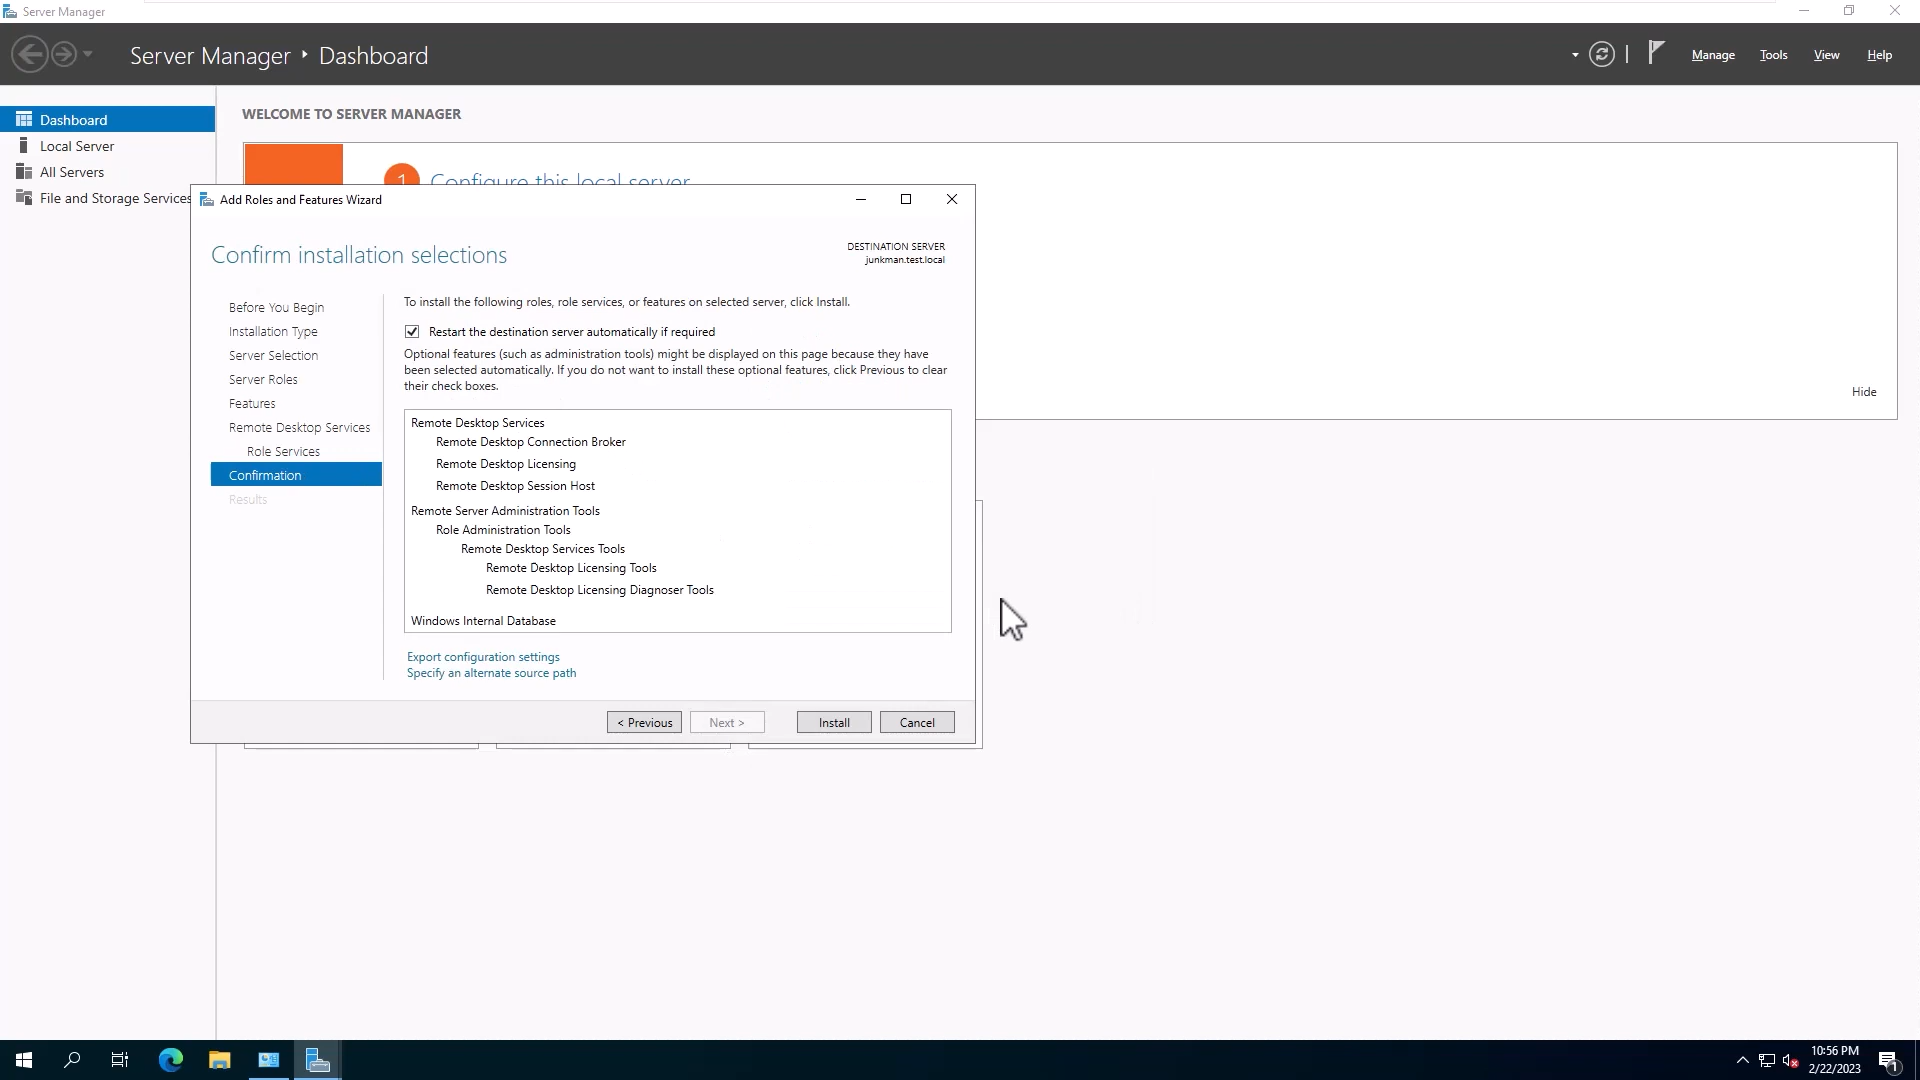 Server Manager
Server Manager
Dashboard
Manage
Tools
View
Help
Dashboard
Local Server
All Servers
File and Storage Services
WELCOME TO SERVER MANAGER
1
Configure this local server
Hide
Add Roles and Features Wizard
Confirm installation selections
DESTINATION SERVER
junkman.test.local
Before You Begin
Installation Type
Server Selection
Server Roles
Features
Remote Desktop Services
Role Services
Confirmation
Results
To install the following roles, role services, or features on selected server, click Install.
Restart the destination server automatically if required
Optional features (such as administration tools) might be displayed on this page because they have
been selected automatically. If you do not want to install these optional features, click Previous to clear
their check boxes.
Remote Desktop Services
Remote Desktop Connection Broker
Remote Desktop Licensing
Remote Desktop Session Host
Remote Server Administration Tools
Role Administration Tools
Remote Desktop Services Tools
Remote Desktop Licensing Tools
Remote Desktop Licensing Diagnoser Tools
Windows Internal Database
Export configuration settings
Specify an alternate source path
< Previous
Next >
Install
Cancel
10:56 PM
2/22/2023
1